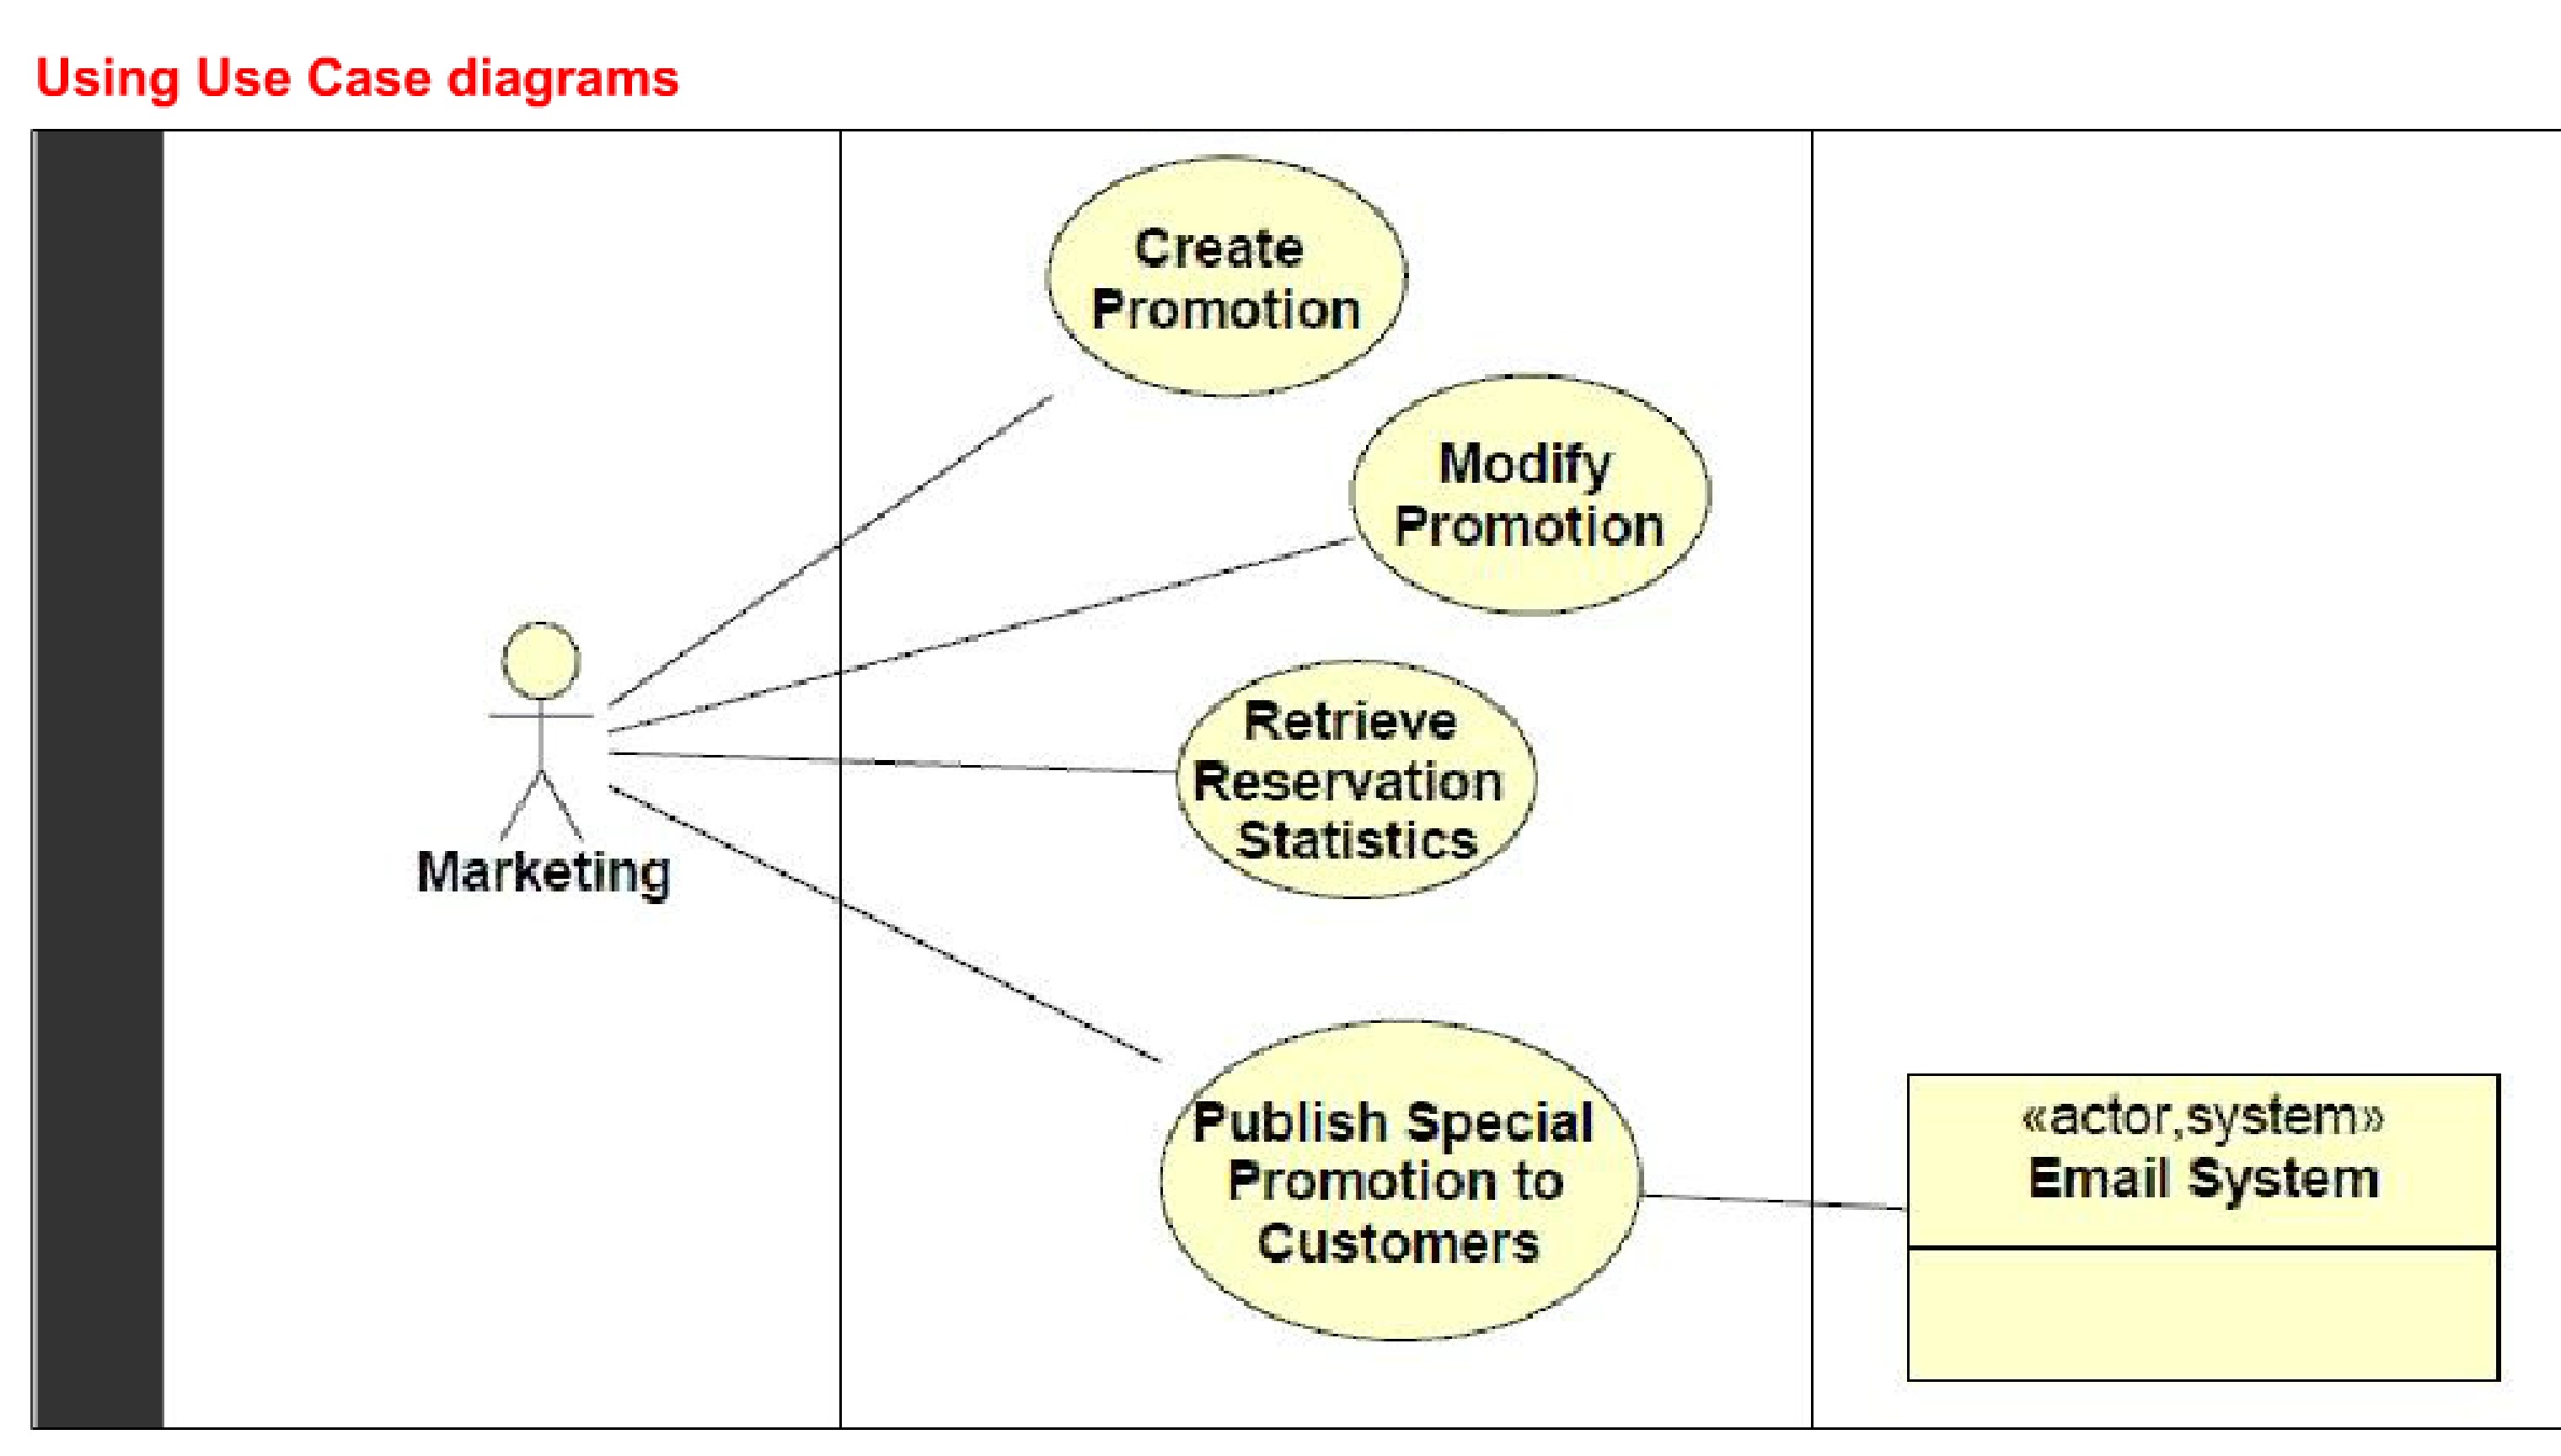 Using Use Case diagrams
Create
Promotion
Modify
Promotion
Retrieve
Reservation
Statistics
Marketing
Publish Special
Promotion to
Customers
«actor,system»
Email System